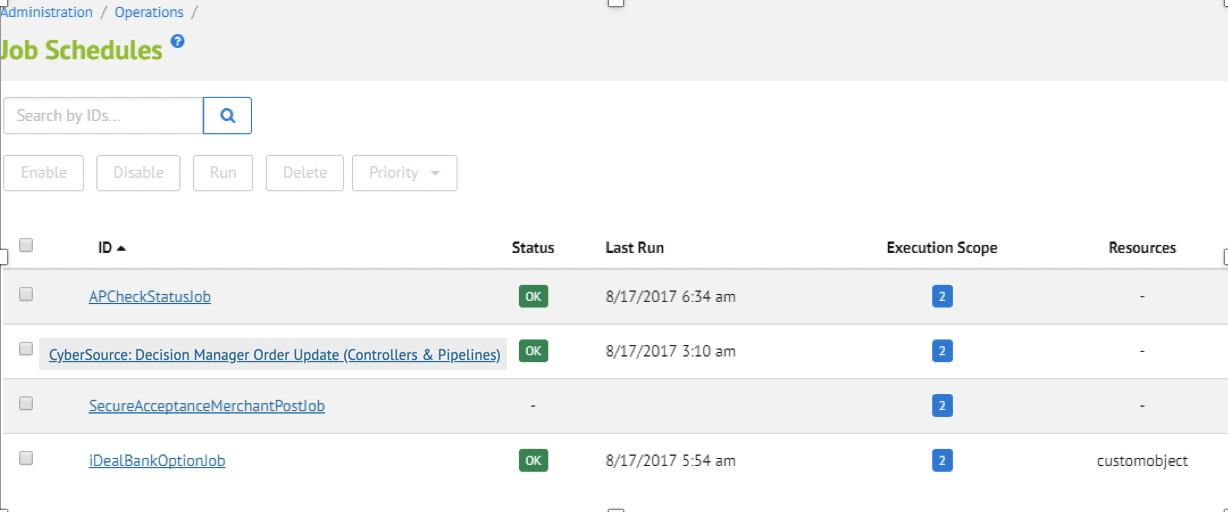 Administration / Operations /
Job Schedules ?
Search by IDs...
Enable Disable Run Delete Priority
ID Status Last Run Execution Scope Resources
APCheckStatusJob OK 8/17/2017 6:34 am 2 -
CyberSource: Decision Manager Order Update (Controllers & Pipelines) OK 8/17/2017 3:10 am 2 -
SecureAcceptanceMerchantPostJob - 2 -
iDealBankOptionJob OK 8/17/2017 5:54 am 2 customobject